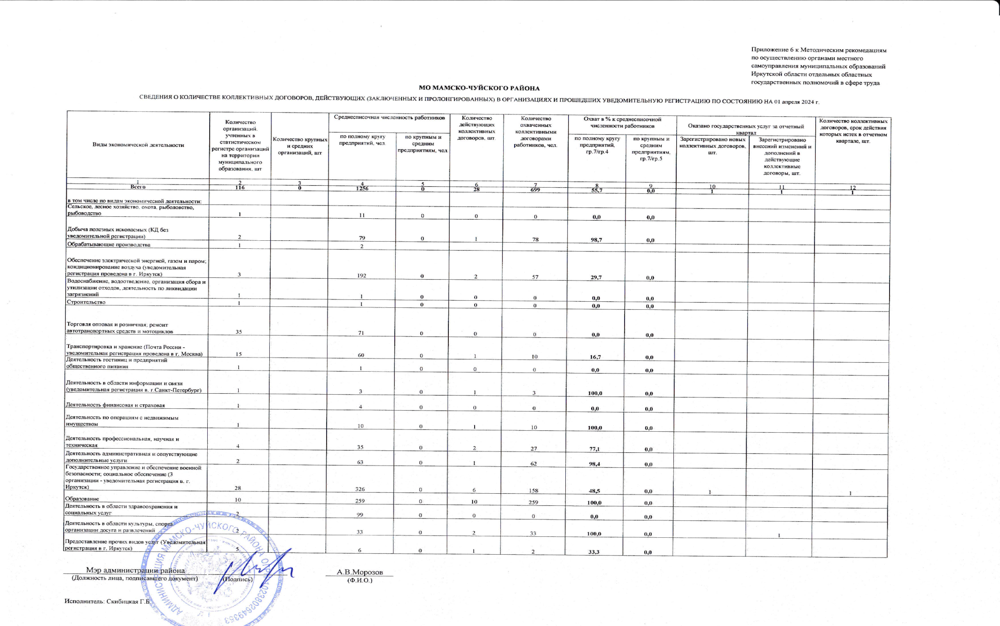 Приложение 6 к Методическим рекомедациям
по осуществлению органами местного
самоуправления муниципальных образований
Иркутской области отдельных областных
государственных полномочий в сфере труда
МО МАМСКО-ЧУЙСКОГО РАЙОНА
СВЕДЕНИЯ О КОЛИЧЕСТВЕ КОЛЛЕКТИВНЫХ ДОГОВОРОВ, ДЕЙСТВУЮЩИХ (ЗАКЛЮЧЕННЫХ И ПРОЛОНГИРОВАННЫХ) В ОРГАНИЗАЦИЯХ И ПРОШЕДШИХ УВЕДОМИТЕЛЬНУЮ РЕГИСТРАЦИЮ ПО СОСТОЯНИЮ НА 01 апреля 2024 г.
Виды экономической деятельности
Количество
организаций,
учтенных в
статистическом
регистре организаций
на территории
муниципального
образования, шт
Количество крупных
и средних
организаций, шт
Среднесписочная численность работников
по полному кругу
предприятий, чел.
по крупным и
средним
предприятиям, чел.
Количество
действующих
коллективных
договоров, шт.
Количество
охваченных
коллективными
договорами
работников, чел.
Охват в % к среднесписочной
численности работников
по полному кругу
предприятий,
гр.7/гр.4
по крупным и
средним
предприятиям,
гр.7/гр.5
Оказано государственных услуг за отчетный
квартал
Зарегистрировано новых
коллективных договоров,
шт.
Зарегистрировано
внесений изменений и
дополнений в
действующие
коллективные
договоры, шт.
Количество коллективных
договоров, срок действия
которых истек в отчетном
квартале, шт.
1 2 3 4 5 6 7 8 9 10 11 12
Всего 116 0 1256 0 28 699 55,7 0,0 1 1 1
в том числе по видам экономической деятельности:
Сельское, лесное хозяйство, охота, рыболовство,
рыбоводство 1 11 0 0 0 0,0 0,0
Добыча полезных ископаемых (КД без
уведомительной регистрации) 2 79 0 1 78 98,7 0,0
Обрабатывающие производства 1 2
Обеспечение электрической энергией, газом и паром;
кондиционирование воздуха (уведомительная
регистрация проведена в г. Иркутск) 3 192 0 2 57 29,7 0,0
Водоснабжение, водоотведение, организация сбора и
утилизации отходов, деятельность по ликвидации
загрязнений 1 1 0 0 0 0,0 0,0
Строительство 1 1 0 0 0 0,0 0,0
Торговля оптовая и розничная; ремонт
автотранспортных средств и мотоциклов 35 71 0 0 0 0,0 0,0
Транспортировка и хранение (Почта России -
уведомительная регистрация проведена в г. Москва) 15 60 0 1 10 16,7 0,0
Деятельность гостиниц и предприятий
общественного питания 1 1 0 0 0 0,0 0,0
Деятельность в области информации и связи
(уведомительная регистрация в. г.Санкт-Петербург) 1 3 0 1 3 100,0 0,0
Деятельность финансовая и страховая 1 4 0 0 0 0,0 0,0
Деятельность по операциям с недвижимым
имуществом 1 10 0 1 10 100,0 0,0
Деятельность профессиональная, научная и
техническая 4 35 0 2 27 77,1 0,0
Деятельность административная и сопутствующие
дополнительные услуги 2 63 0 1 62 98,4 0,0
Государственное управление и обеспечение военной
безопасности; социальное обеспечение (3
организации - уведомительная регистрация в. г.
Иркутск) 28 326 0 6 158 48,5 0,0 1 1
Образование 10 259 0 10 259 100,0 0,0
Деятельность в области здравоохранения и
социальных услуг 2 99 0 0 0 0,0 0,0
Деятельность в области культуры, спорта
организации досуга и развлечений 2 33 0 2 33 100,0 0,0 1
Предоставление прочих видов услуг (Уведомительная
регистрация в г. Иркутск) 5 6 0 1 2 33,3 0,0
Мэр администрации района
(Должность лица, подписавшего документ)
(Подпись)
А.В.Морозов
(Ф.И.О.)
Исполнитель: Скибицкая Г.Б.
АДМИНИСТРАЦИЯ МАМСКО-ЧУЙСКОГО РАЙОНА ОГРН 1023802649353